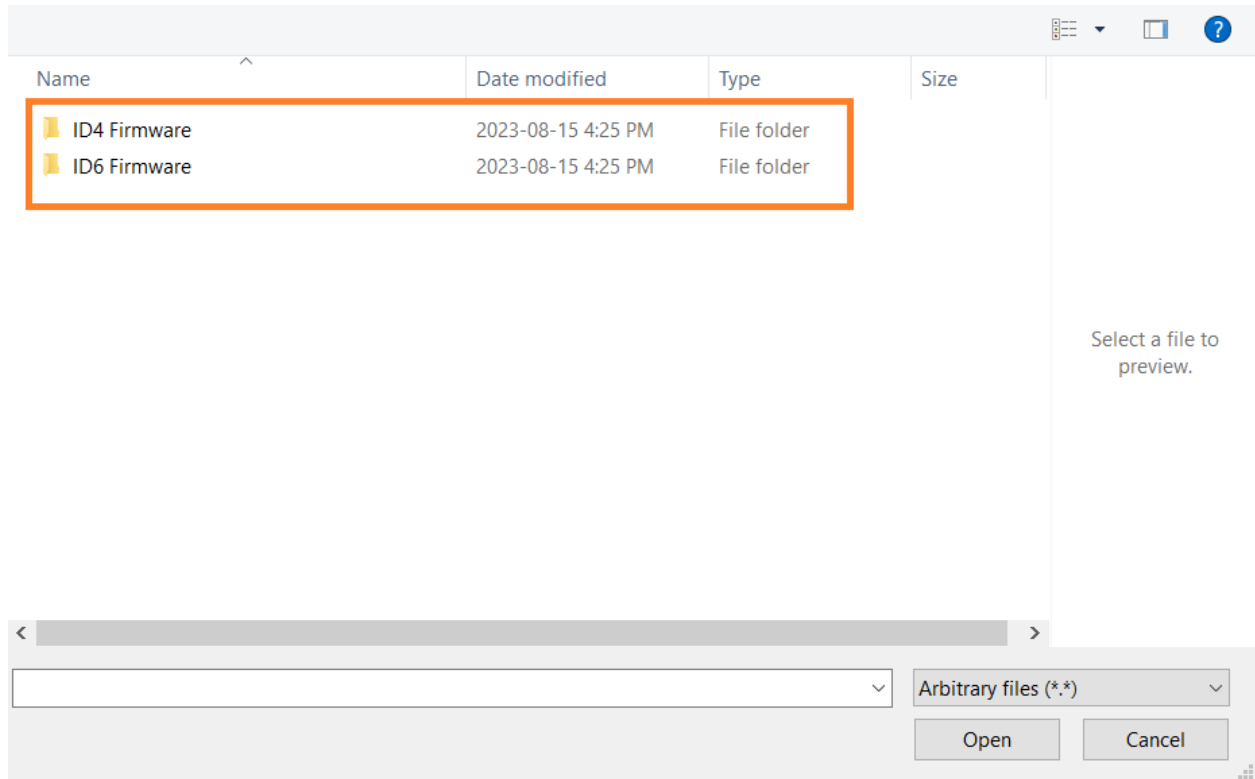 ?
Name Date modified Type Size
ID4 Firmware 2023-08-15 4:25 PM File folder
ID6 Firmware 2023-08-15 4:25 PM File folder
Select a file to
preview.
Arbitrary files (*.*)
Open Cancel